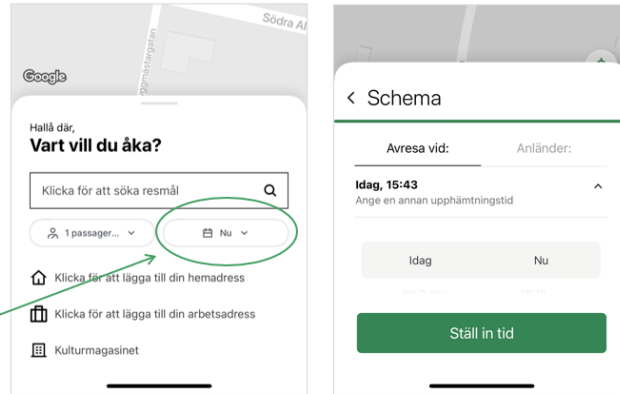 Södra Al
yggmästargatan
Google
Hallå där,
Vart vill du åka?
Klicka för att söka resmål
1 passager...
Nu
Klicka för att lägga till din hemadress
Klicka för att lägga till din arbetsadress
Kulturmagasinet
Schema
Avresa vid:
Anländer:
Idag, 15:43
Ange en annan upphämtningstid
Idag Nu
Ställ in tid